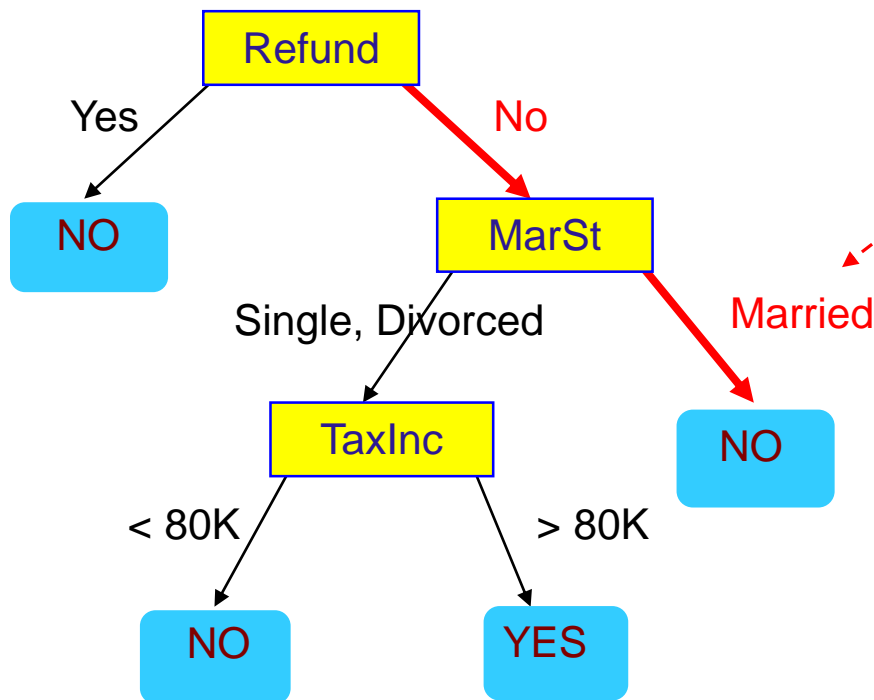 Refund
Yes
No
NO
MarSt
Single, Divorced
Married
TaxInc
NO
< 80K
> 80K
NO
YES